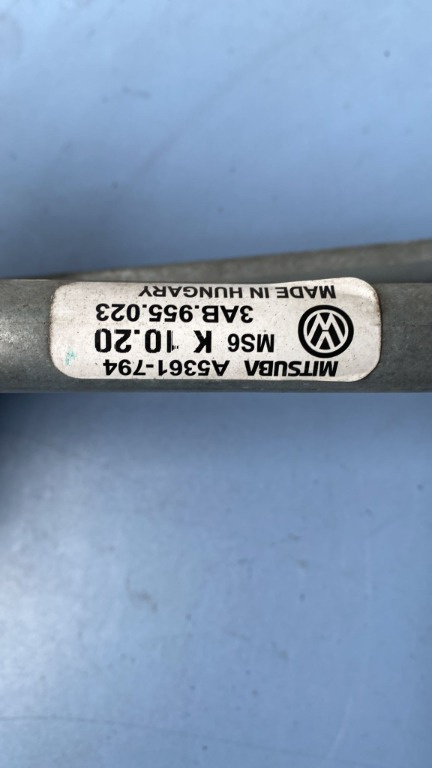 MITSUBA A5361-794
MS6 K 10.20
3AB.955.023
MADE IN HUNGARY